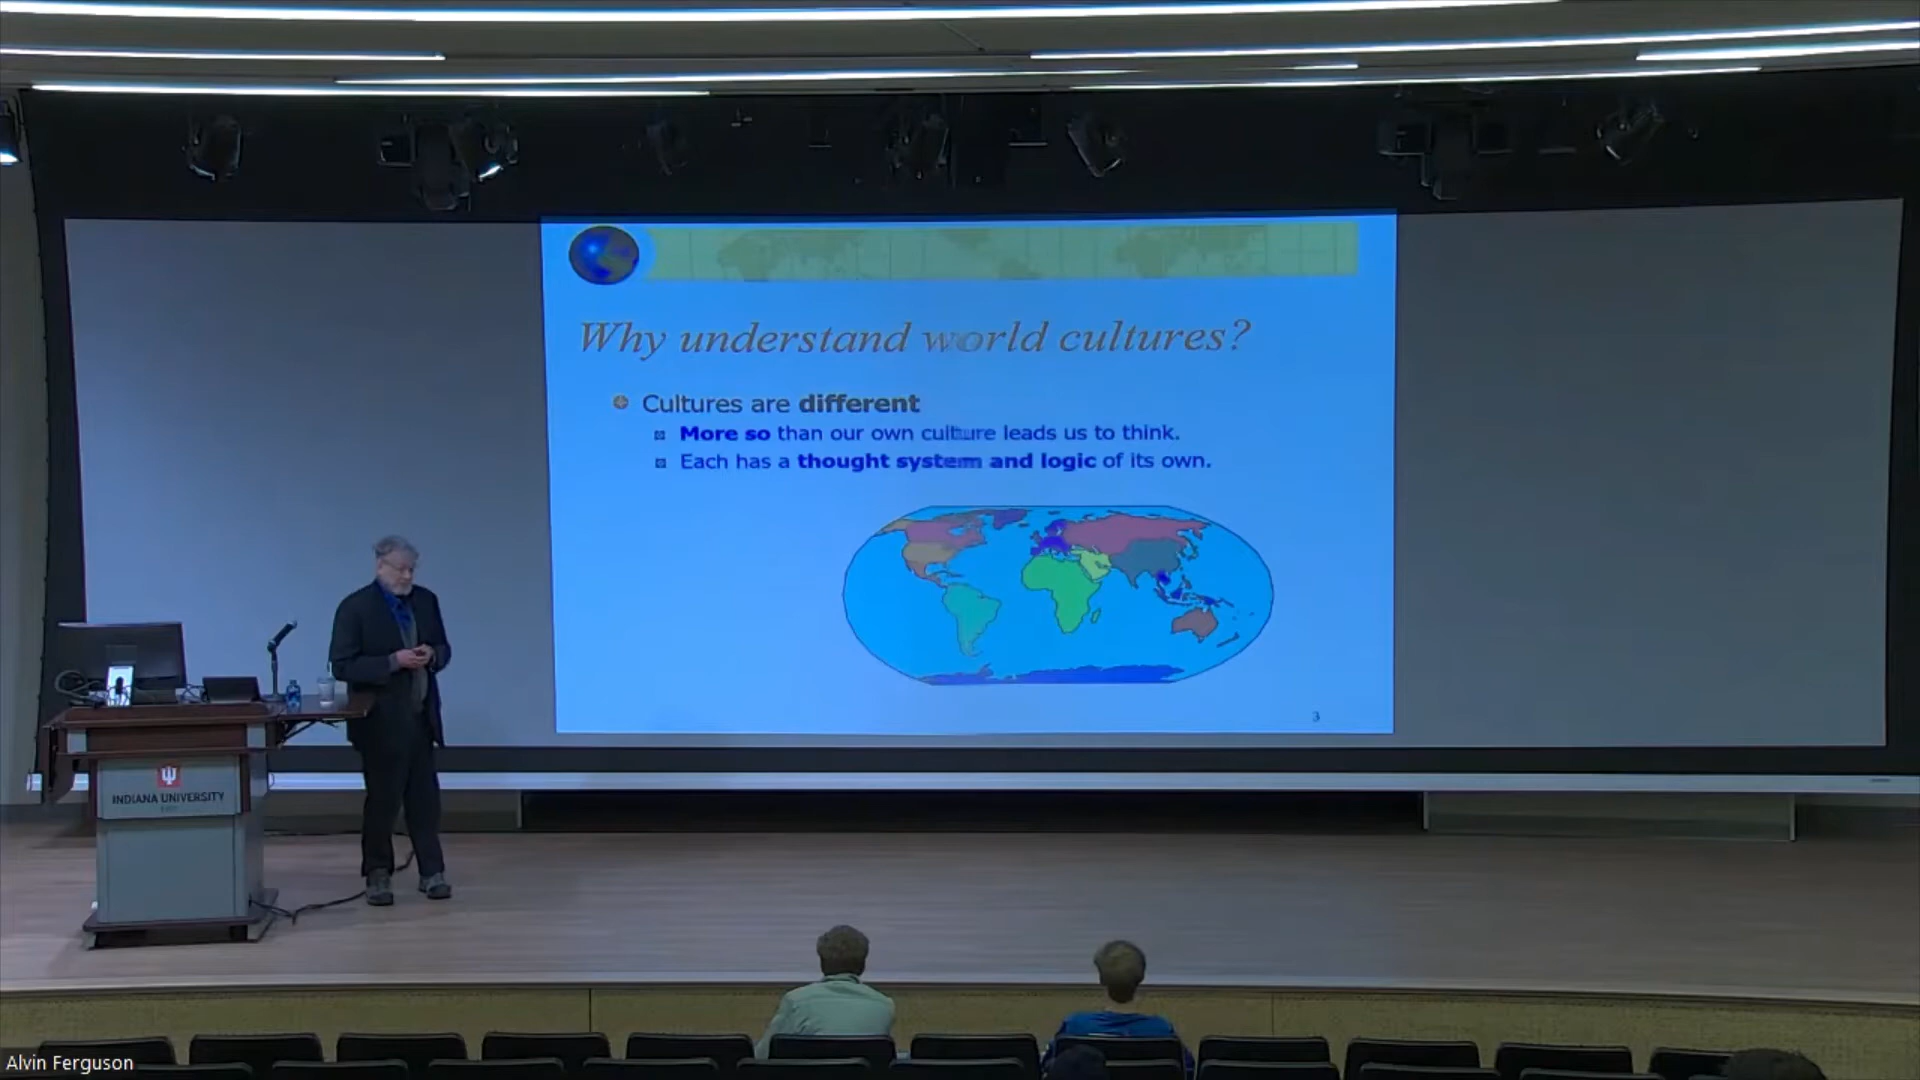 Why understand world cultures?
Cultures are different
More so than our own culture leads us to think.
Each has a thought system and logic of its own.
3
INDIANA UNIVERSITY
Alvin Ferguson